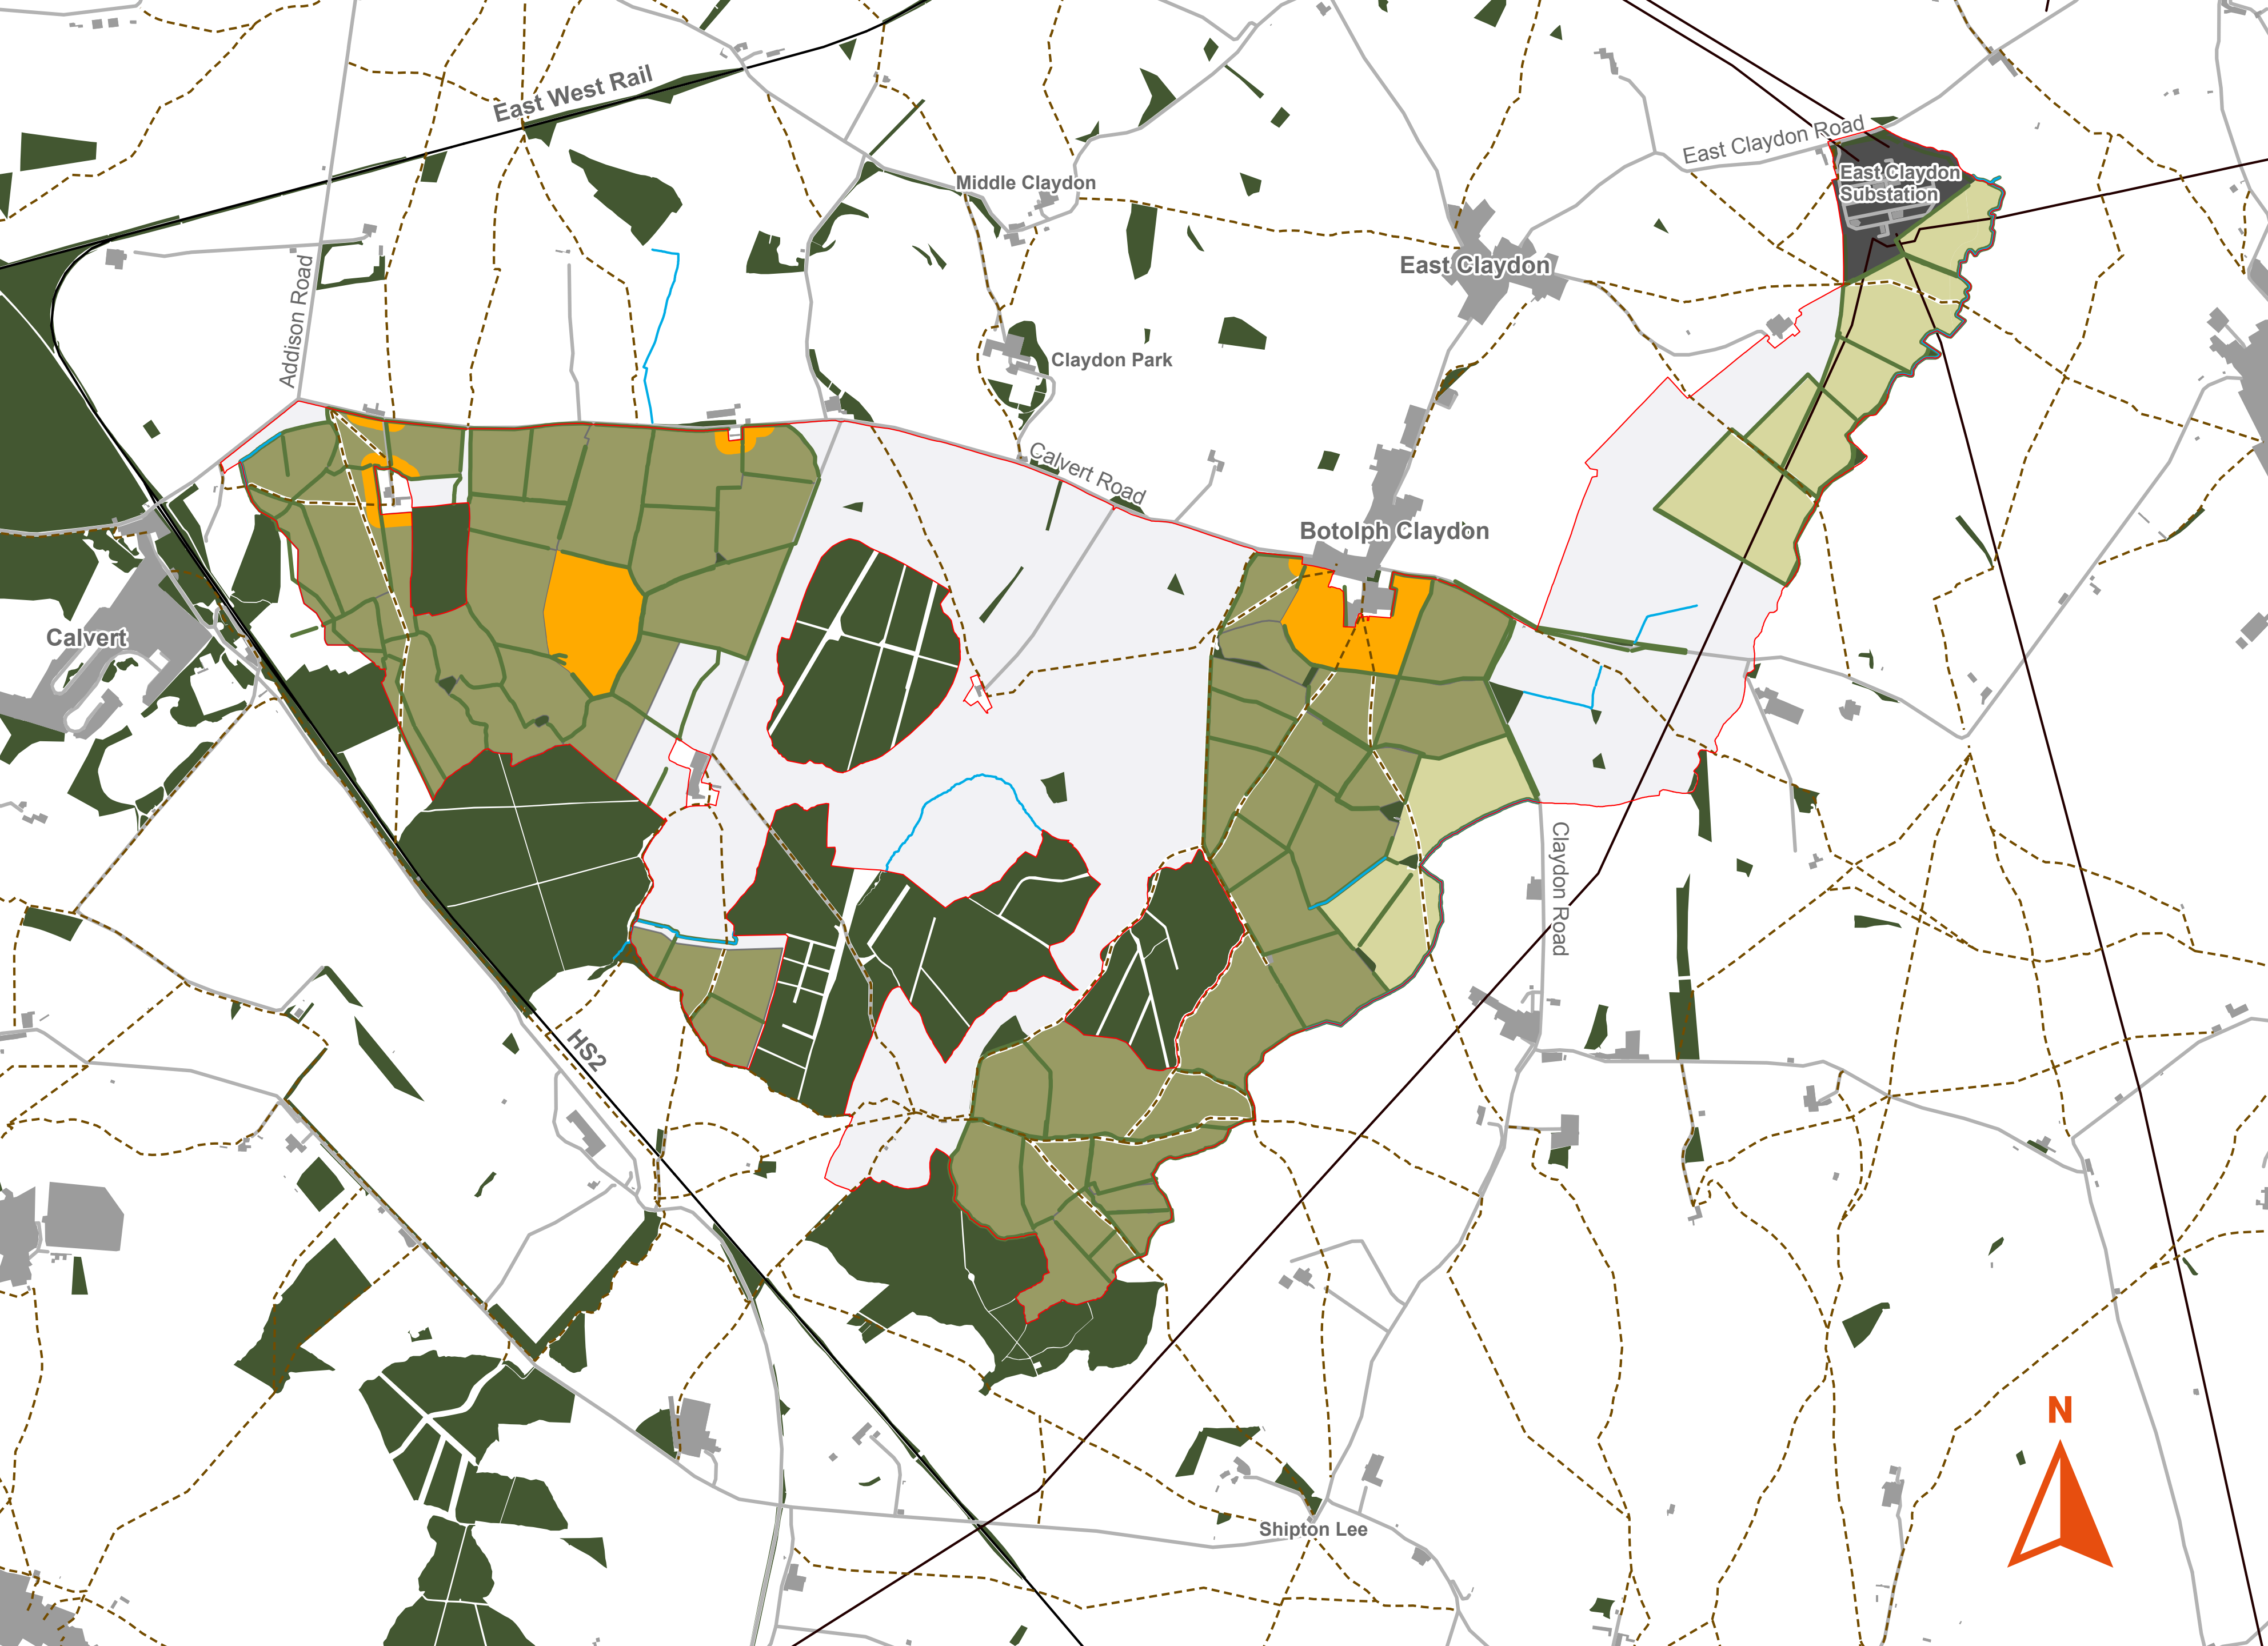 East West Rail
East Claydon Road
Middle Claydon
East Claydon
Substation
East Claydon
Addison Road
Claydon Park
Calvert Road
Botolph Claydon
Calvert
Claydon Road
HS2
N
Shipton Lee